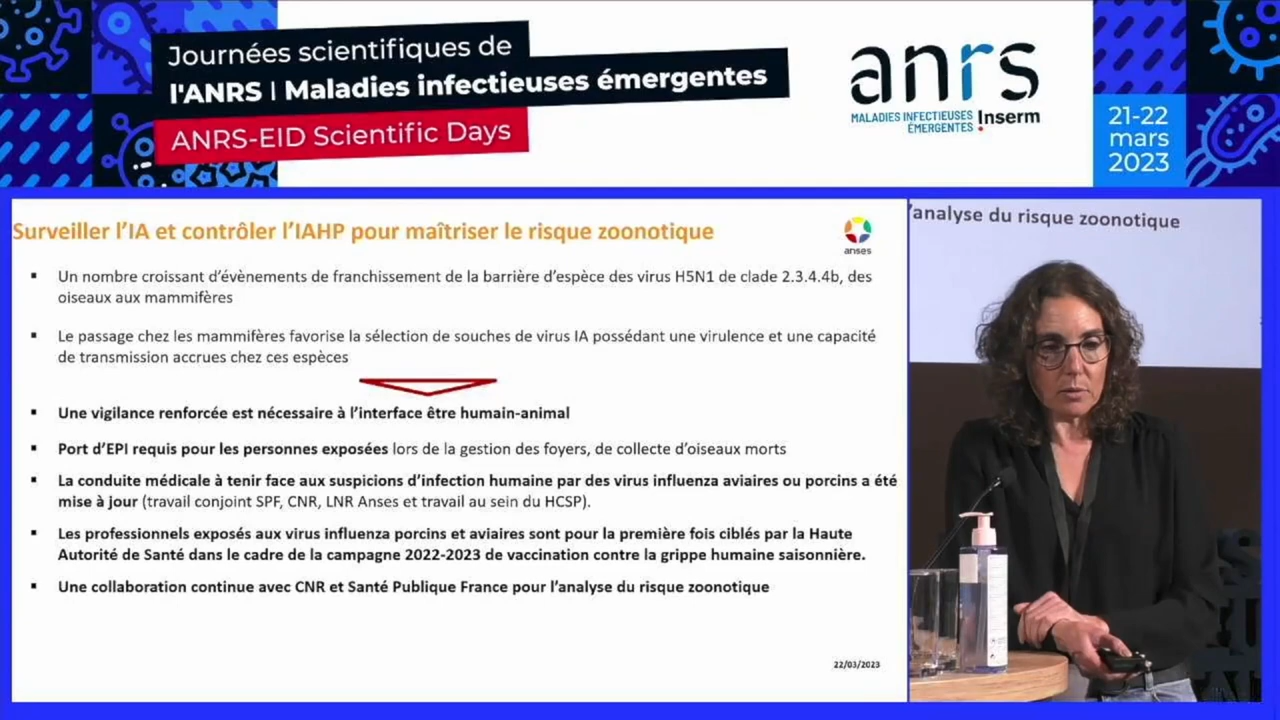 Journées scientifiques de
l'ANRS | Maladies infectieuses émergentes
ANRS-EID Scientific Days
anrs
MALADIES INFECTIEUSES
ÉMERGENTES
Inserm
21-22
mars
2023
Surveiller l'IA et contrôler l'IAHP pour maîtriser le risque zoonotique
anses
▪ Un nombre croissant d'évènements de franchissement de la barrière d'espèce des virus H5N1 de clade 2.3.4.4b, des
oiseaux aux mammifères
▪ Le passage chez les mammifères favorise la sélection de souches de virus IA possédant une virulence et une capacité
de transmission accrues chez ces espèces
▪ Une vigilance renforcée est nécessaire à l'interface être humain-animal
▪ Port d'EPI requis pour les personnes exposées lors de la gestion des foyers, de collecte d'oiseaux morts
▪ La conduite médicale à tenir face aux suspicions d'infection humaine par des virus influenza aviaires ou porcins a été
mise à jour (travail conjoint SPF, CNR, LNR Anses et travail au sein du HCSP).
▪ Les professionnels exposés aux virus influenza porcins et aviaires sont pour la première fois ciblés par la Haute
Autorité de Santé dans le cadre de la campagne 2022-2023 de vaccination contre la grippe humaine saisonnière.
▪ Une collaboration continue avec CNR et Santé Publique France pour l'analyse du risque zoonotique
22/03/2023
'analyse du risque zoonotique